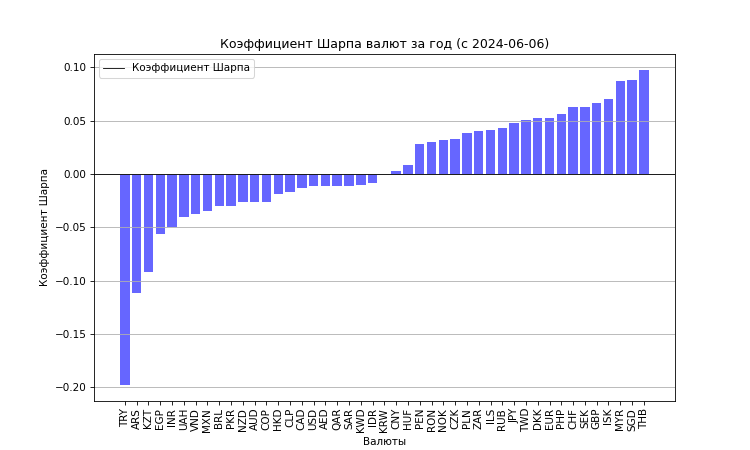 Коэффициент Шарпа валют за год (с 2024-06-06)
Коэффициент Шарпа
0.10
0.05
0.00
−0.05
−0.10
−0.15
−0.20
Коэффициент Шарпа
TRY ARS KZT EGP INR UAH VND MXN BRL PKR NZD AUD COP HKD CLP CAD USD AED QAR SAR KWD IDR KRW CNY HUF PEN RON NOK CZK PLN ZAR ILS RUB JPY TWD DKK EUR PHP CHF SEK GBP ISK MYR SGD THB
Валюты